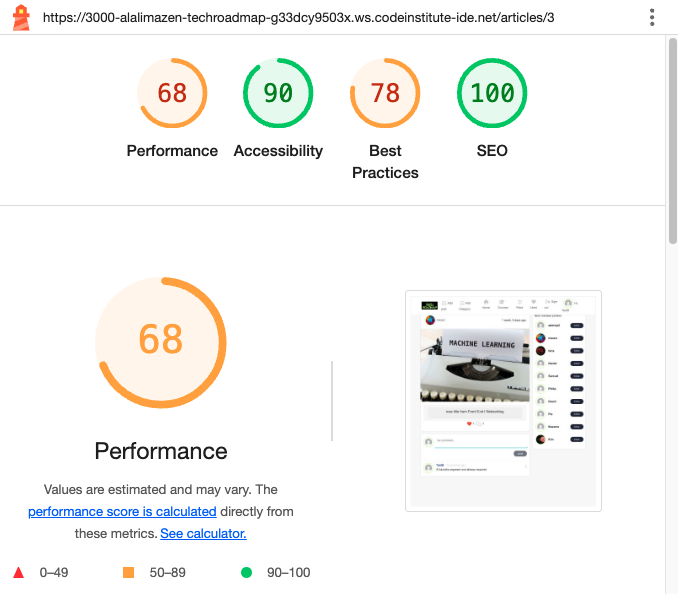 https://3000-alalimazen-techroadmap-g33dcy9503x.ws.codeinstitute-ide.net/articles/3
68
90
78
100
Performance
Accessibility
Best
Practices
SEO
68
Performance
Values are estimated and may vary. The
performance score is calculated directly from
these metrics. See calculator.
0–49
50–89
90–100
MACHINE LEARNING